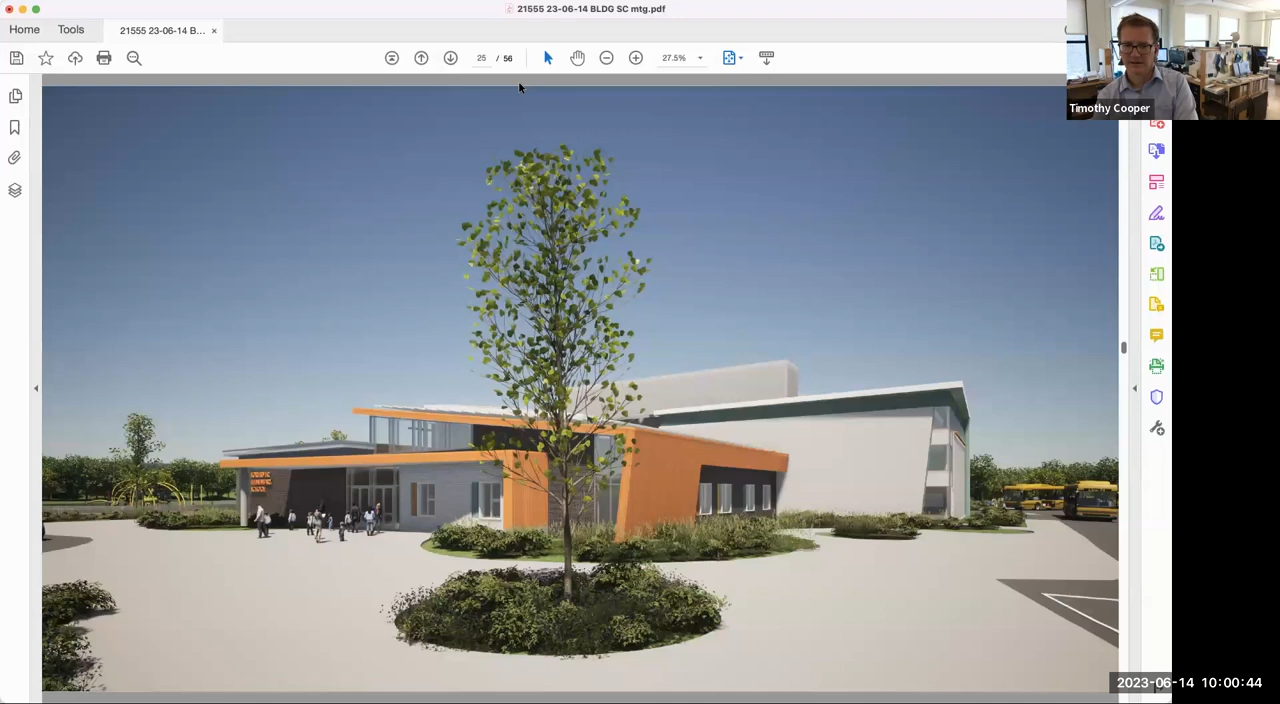 21555 23-06-14 BLDG SC mtg.pdf
Home
Tools
21555 23-06-14 B... ×
25 / 56
27.5%
Timothy Cooper
2023-06-14 10:00:44